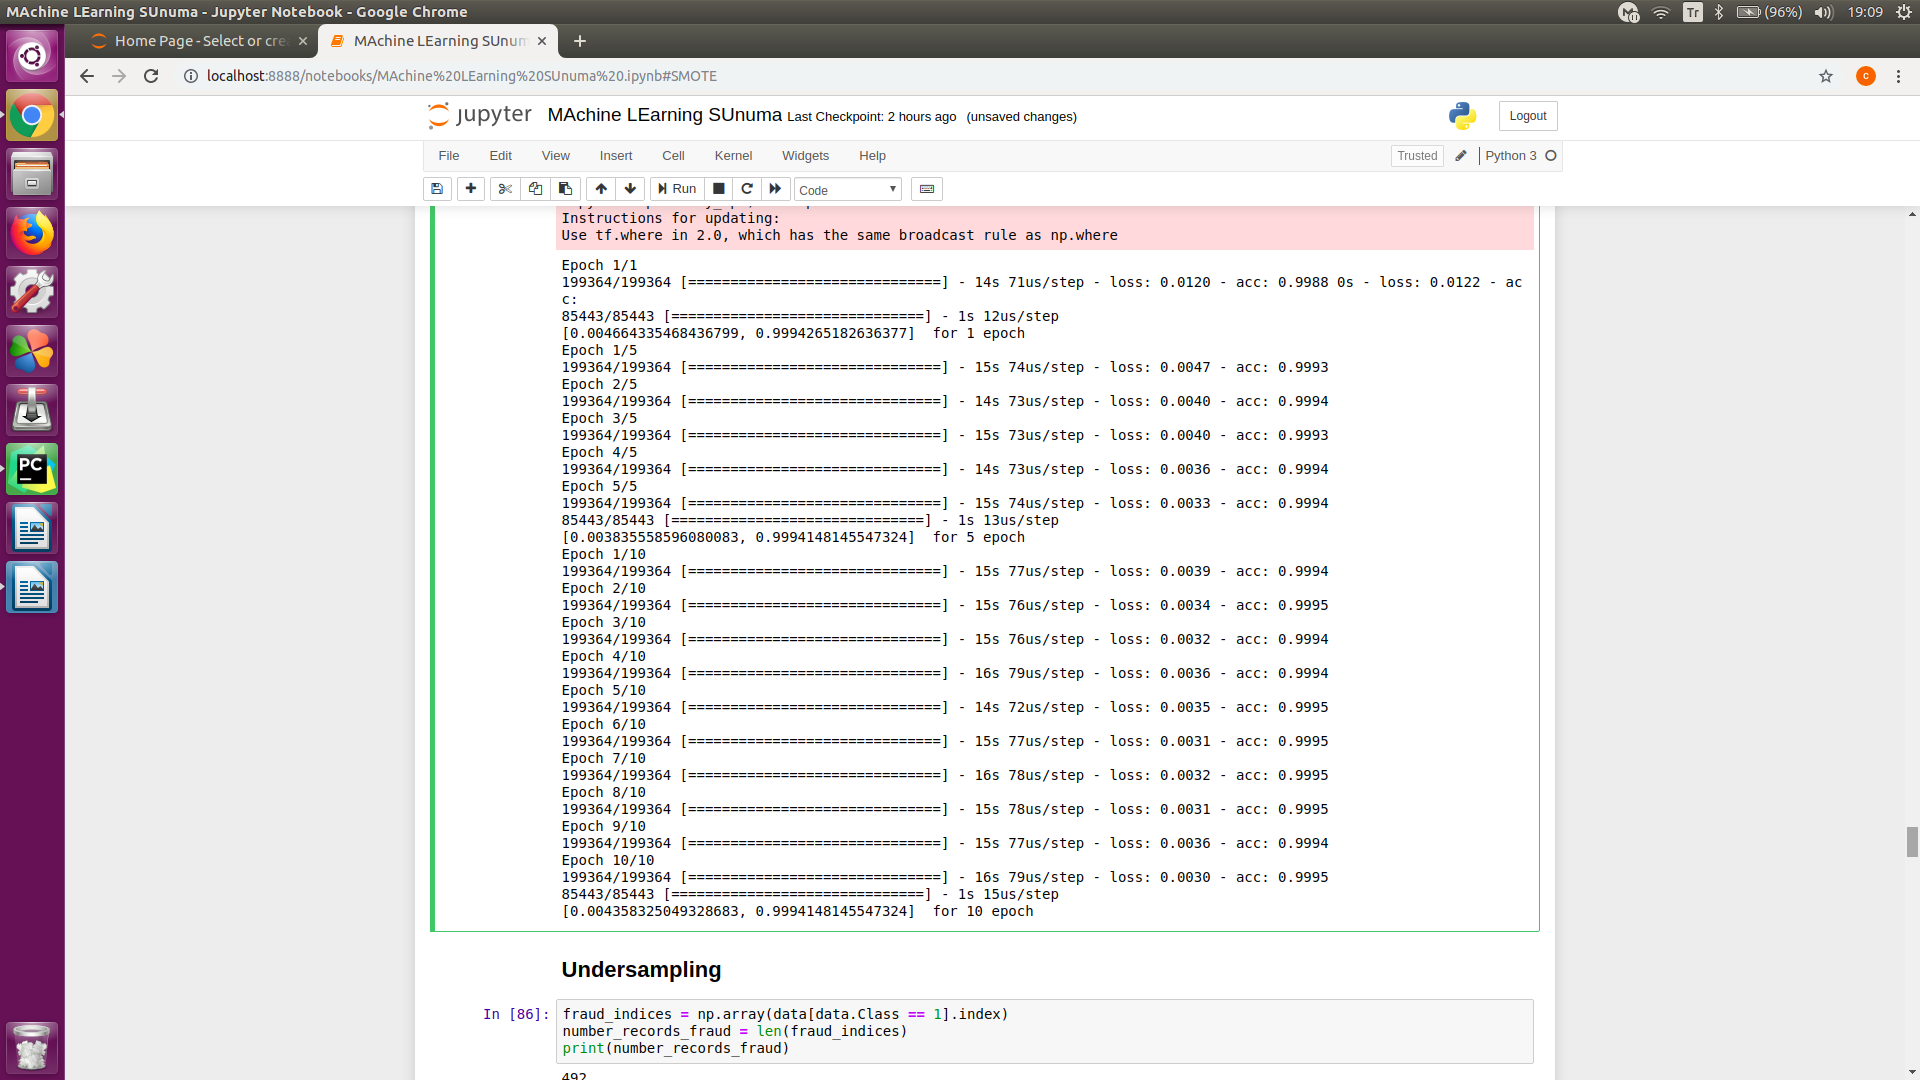 MAchine LEarning SUnuma - Jupyter Notebook - Google Chrome
Tr
(96%)
19:09
Home Page - Select or cre
MAchine LEarning SUnum
localhost:8888/notebooks/MAchine%20LEarning%20SUnuma%20.ipynb#SMOTE
c
jupyter MAchine LEarning SUnuma Last Checkpoint: 2 hours ago (unsaved changes)
Logout
File Edit View Insert Cell Kernel Widgets Help
Trusted
Python 3
Run
Code
Instructions for updating:
Use tf.where in 2.0, which has the same broadcast rule as np.where
Epoch 1/1
199364/199364 [==============================] - 14s 71us/step - loss: 0.0120 - acc: 0.9988 0s - loss: 0.0122 - ac
c:
85443/85443 [==============================] - 1s 12us/step
[0.004664335468436799, 0.9994265182636377]  for 1 epoch
Epoch 1/5
199364/199364 [==============================] - 15s 74us/step - loss: 0.0047 - acc: 0.9993
Epoch 2/5
199364/199364 [==============================] - 14s 73us/step - loss: 0.0040 - acc: 0.9994
Epoch 3/5
199364/199364 [==============================] - 15s 73us/step - loss: 0.0040 - acc: 0.9993
Epoch 4/5
199364/199364 [==============================] - 14s 73us/step - loss: 0.0036 - acc: 0.9994
Epoch 5/5
199364/199364 [==============================] - 15s 74us/step - loss: 0.0033 - acc: 0.9994
85443/85443 [==============================] - 1s 13us/step
[0.003835558596080083, 0.9994148145547324]  for 5 epoch
Epoch 1/10
199364/199364 [==============================] - 15s 77us/step - loss: 0.0039 - acc: 0.9994
Epoch 2/10
199364/199364 [==============================] - 15s 76us/step - loss: 0.0034 - acc: 0.9995
Epoch 3/10
199364/199364 [==============================] - 15s 76us/step - loss: 0.0032 - acc: 0.9994
Epoch 4/10
199364/199364 [==============================] - 16s 79us/step - loss: 0.0036 - acc: 0.9994
Epoch 5/10
199364/199364 [==============================] - 14s 72us/step - loss: 0.0035 - acc: 0.9995
Epoch 6/10
199364/199364 [==============================] - 15s 77us/step - loss: 0.0031 - acc: 0.9995
Epoch 7/10
199364/199364 [==============================] - 16s 78us/step - loss: 0.0032 - acc: 0.9995
Epoch 8/10
199364/199364 [==============================] - 15s 78us/step - loss: 0.0031 - acc: 0.9995
Epoch 9/10
199364/199364 [==============================] - 15s 77us/step - loss: 0.0036 - acc: 0.9994
Epoch 10/10
199364/199364 [==============================] - 16s 79us/step - loss: 0.0030 - acc: 0.9995
85443/85443 [==============================] - 1s 15us/step
[0.004358325049328683, 0.9994148145547324]  for 10 epoch
Undersampling
In [86]: fraud_indices = np.array(data[data.Class == 1].index)
number_records_fraud = len(fraud_indices)
print(number_records_fraud)
492
PC